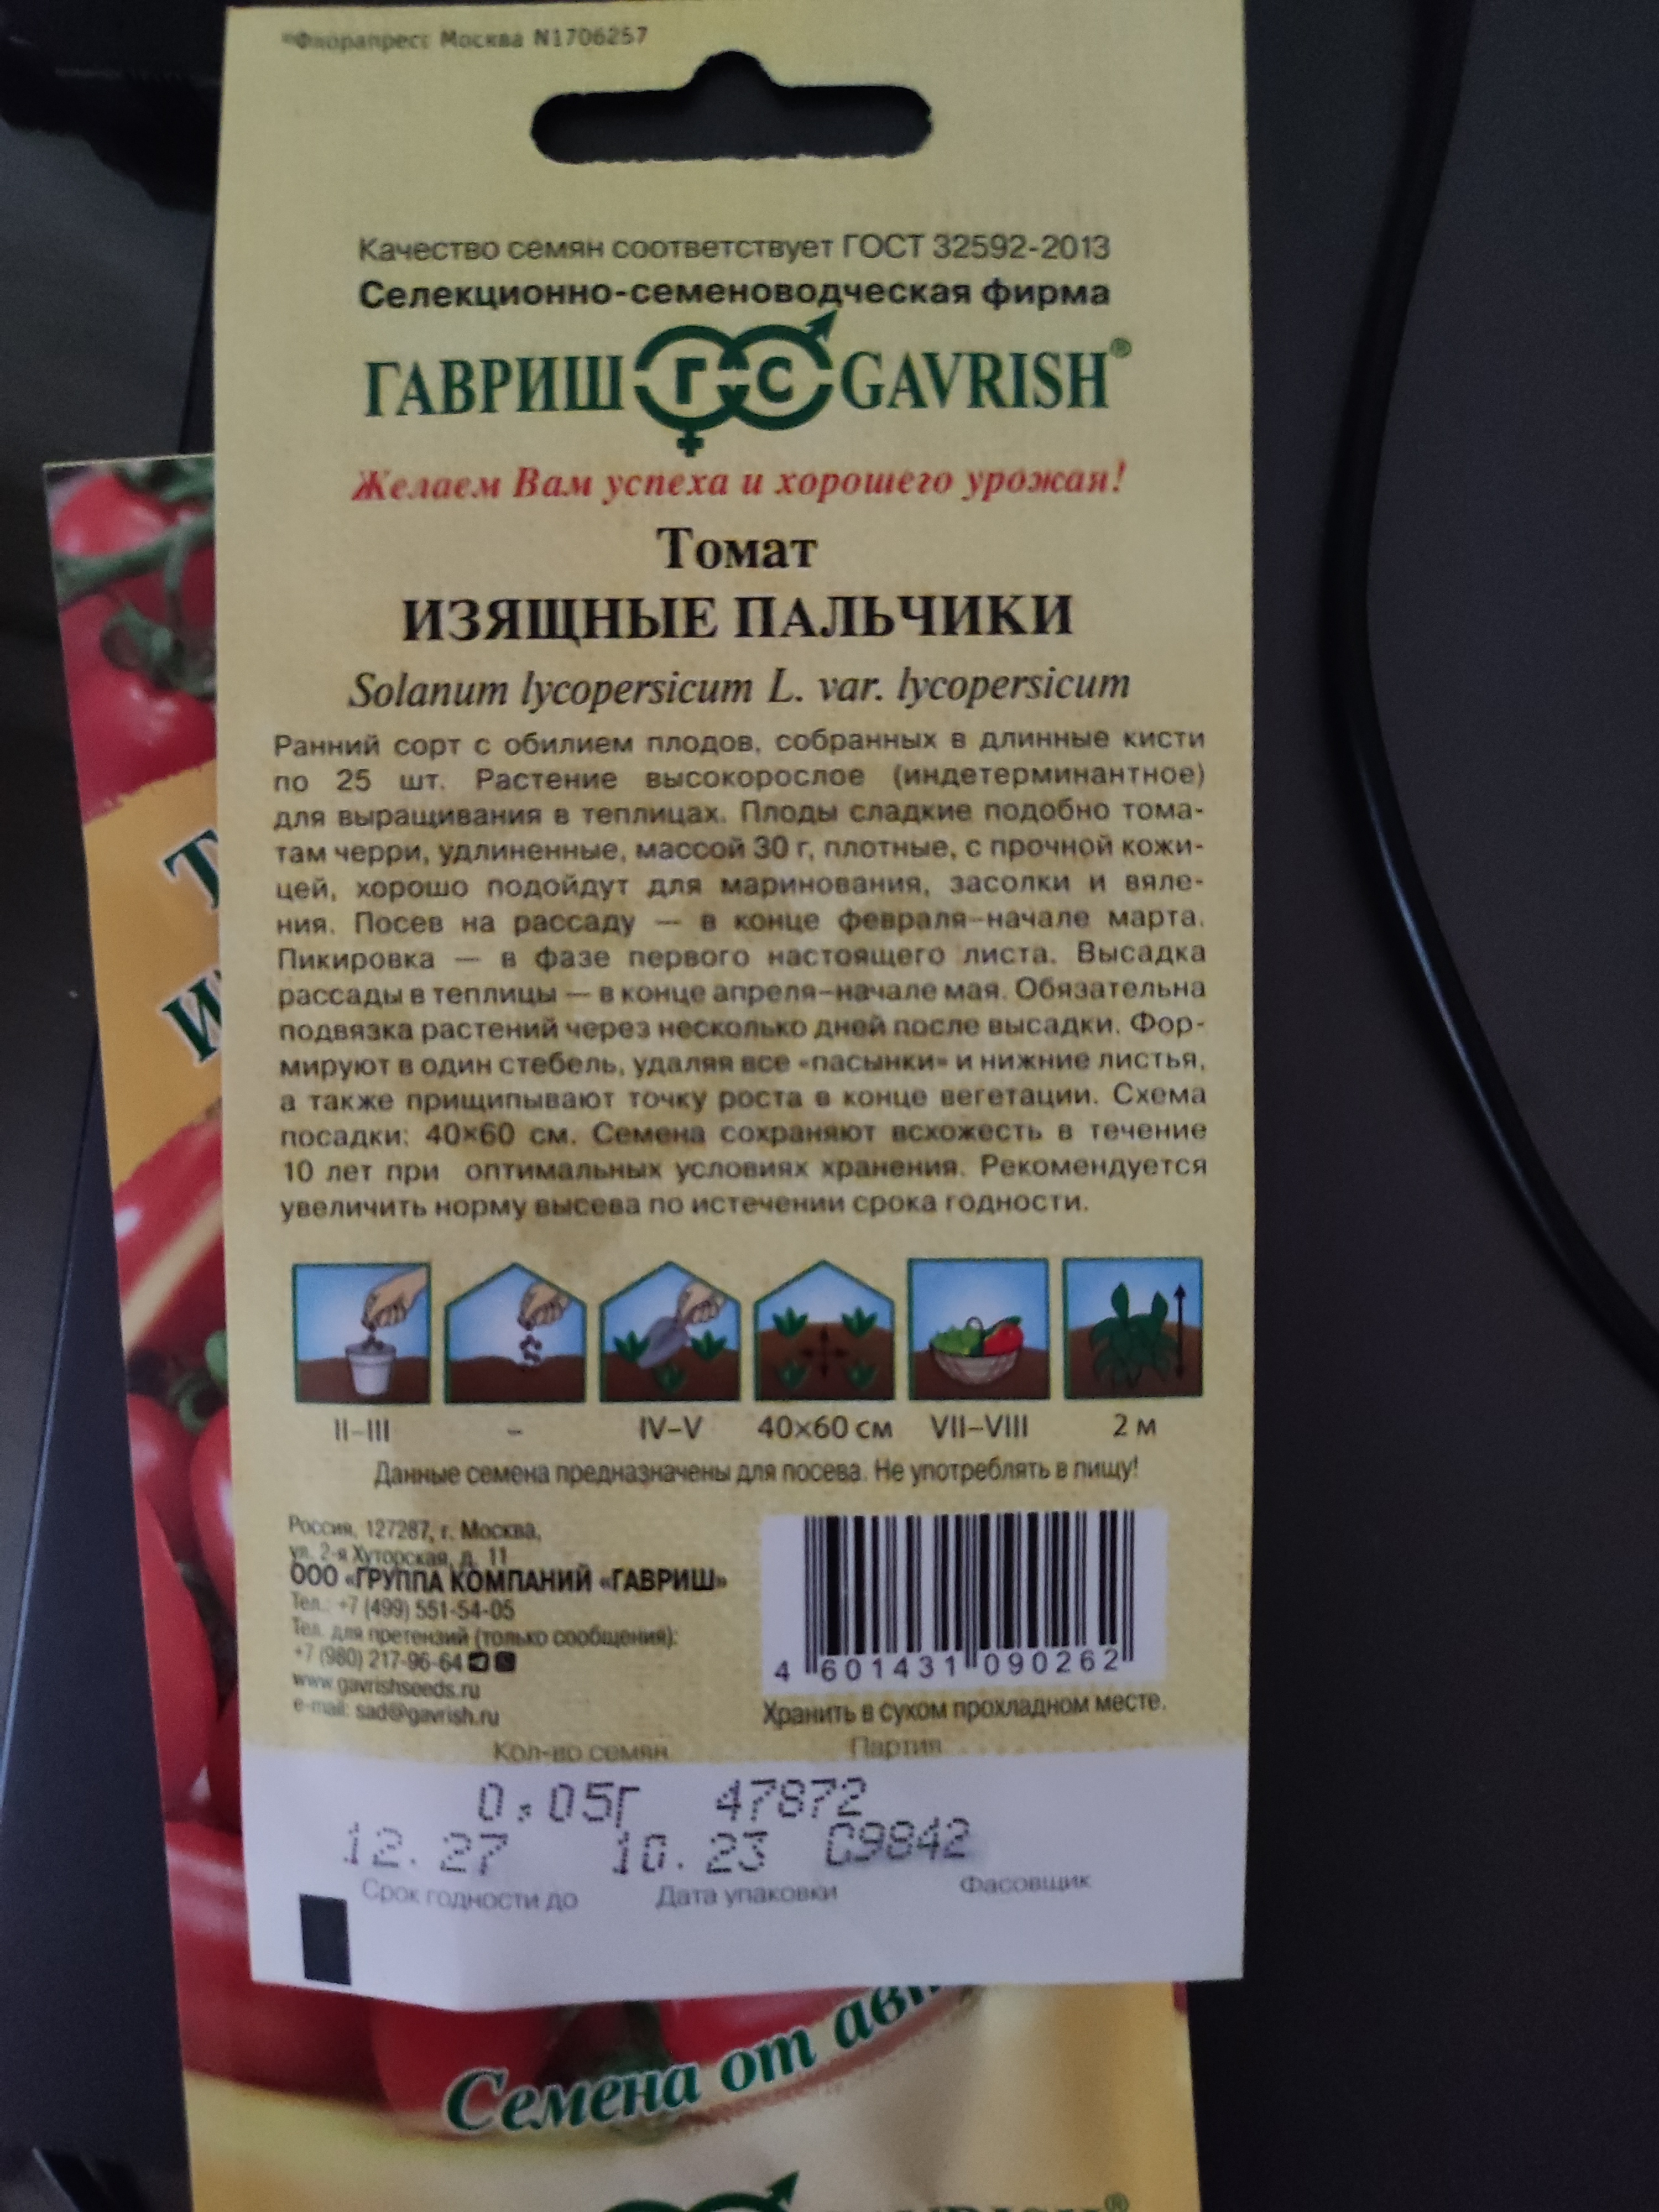 ®Флорапресс Москва N1706257
Качество семян соответствует ГОСТ 32592-2013
Селекционно-семеноводческая фирма
ГАВРИШ ГС GAVRISH®
Желаем Вам успеха и хорошего урожая!
Томат
ИЗЯЩНЫЕ ПАЛЬЧИКИ
Solanum lycopersicum L. var. lycopersicum
Ранний сорт с обилием плодов, собранных в длинные кисти
по 25 шт. Растение высокорослое (индетерминантное)
для выращивания в теплицах. Плоды сладкие подобно тома-
там черри, удлиненные, массой 30 г, плотные, с прочной кожи-
цей, хорошо подойдут для маринования, засолки и вяле-
ния. Посев на рассаду — в конце февраля–начале марта.
Пикировка — в фазе первого настоящего листа. Высадка
рассады в теплицы — в конце апреля–начале мая. Обязательна
подвязка растений через несколько дней после высадки. Фор-
мируют в один стебель, удаляя все «пасынки» и нижние листья,
а также прищипывают точку роста в конце вегетации. Схема
посадки: 40×60 см. Семена сохраняют всхожесть в течение
10 лет при оптимальных условиях хранения. Рекомендуется
увеличить норму высева по истечении срока годности.
II–III – IV–V 40×60 см VII–VIII 2 м
Данные семена предназначены для посева. Не употреблять в пищу!
Россия, 127287, г. Москва,
ул. 2-я Хуторская, д. 11
ООО «ГРУППА КОМПАНИЙ «ГАВРИШ»
Тел.: +7 (499) 551-54-05
Тел. для претензий (только сообщения):
+7 (980) 217-96-64
www.gavrishseeds.ru
e-mail: sad@gavrish.ru
4 601431 090262
Хранить в сухом прохладном месте.
Кол-во семян Партия
0,05г 47872
12.27 10.23 С9842
Срок годности до Дата упаковки Фасовщик
Семена от